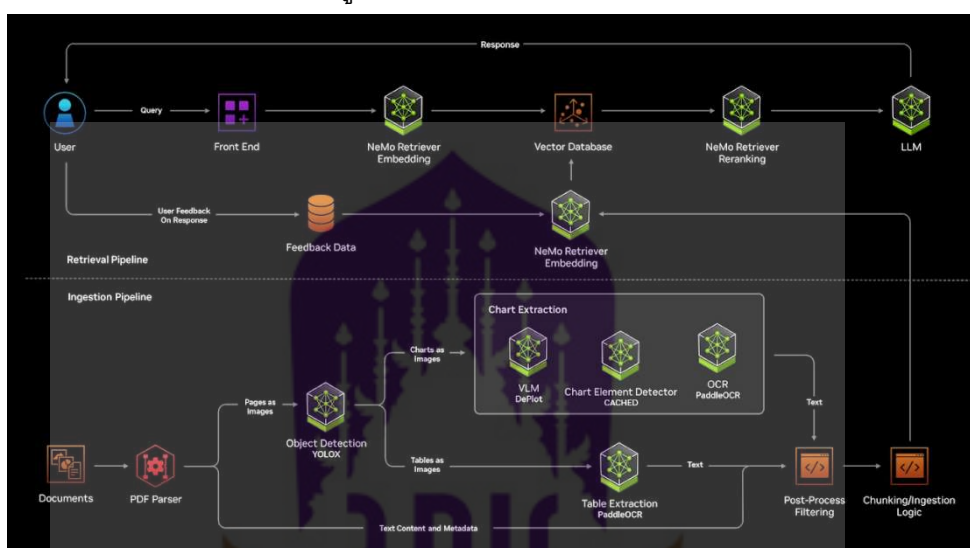 Response
Query
User
Front End
NeMo Retriever
Embedding
Vector Database
NeMo Retriever
Reranking
LLM
User Feedback
On Response
Feedback Data
NeMo Retriever
Embedding
Retrieval Pipeline
Ingestion Pipeline
Chart Extraction
Charts as
Images
VLM
DePlot
Chart Element Detector
CACHED
OCR
PaddleOCR
Pages as
Images
Object Detection
YOLOX
Text
Tables as
Images
Text
Documents
PDF Parser
Table Extraction
PaddleOCR
Post-Process
Filtering
Chunking/Ingestion
Logic
Text Content and Metadata